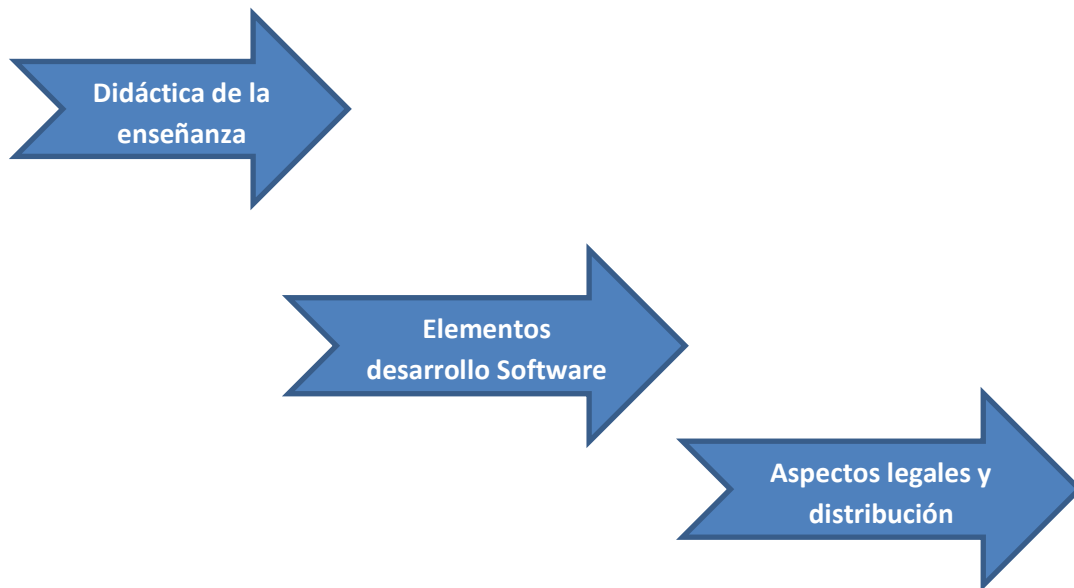 Didáctica de la
enseñanza
Elementos
desarrollo Software
Aspectos legales y
distribución